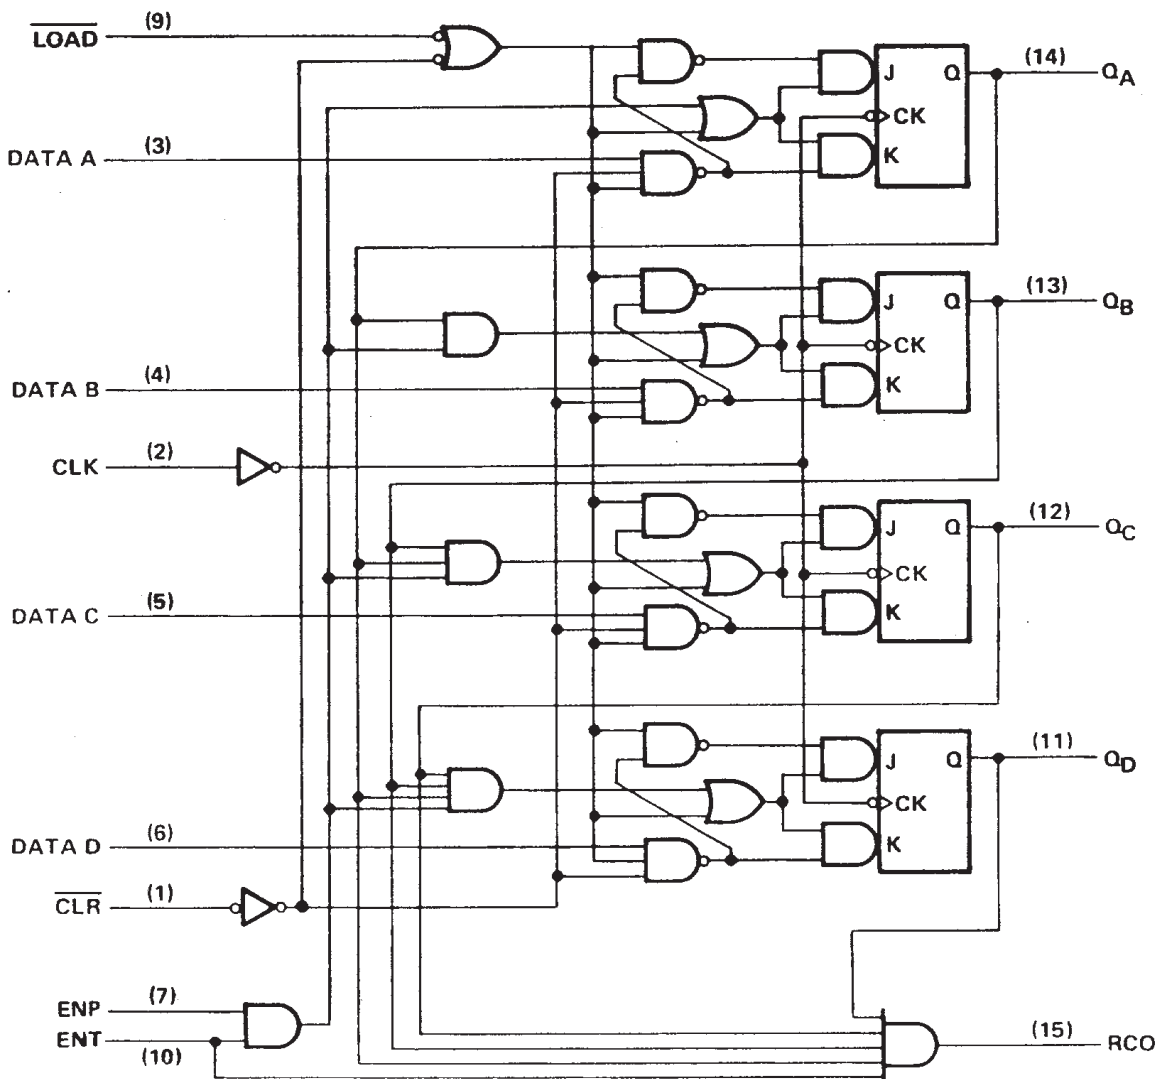 LOAD (9)
(14) QA
J Q
CK
K
DATA A (3)
(13) QB
J Q
CK
K
DATA B (4)
CLK (2)
(12) QC
J Q
CK
K
DATA C (5)
(11) QD
J Q
CK
K
DATA D (6)
CLR (1)
ENP (7)
ENT (10)
(15) RCO